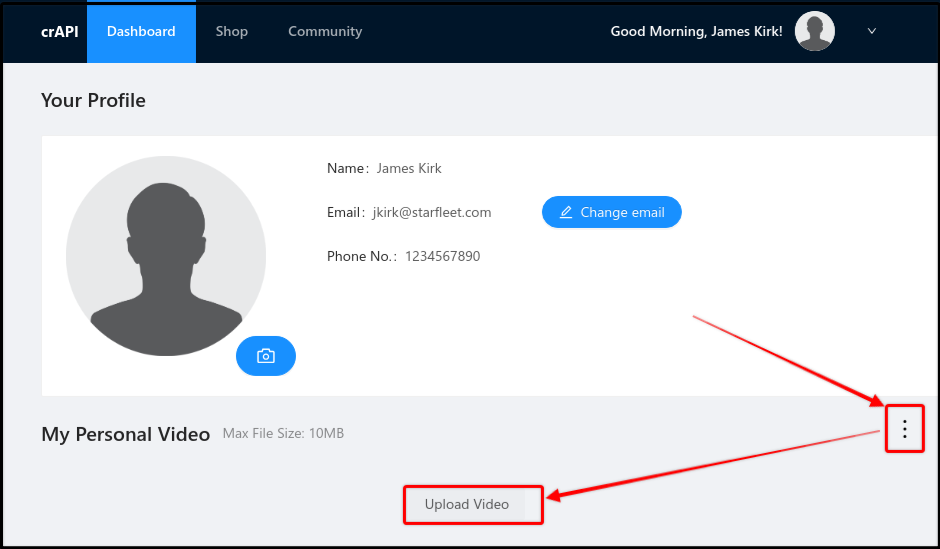 crAPI Dashboard Shop Community Good Morning, James Kirk!
Your Profile
Name: James Kirk
Email: jkirk@starfleet.com Change email
Phone No.: 1234567890
My Personal Video Max File Size: 10MB
Upload Video